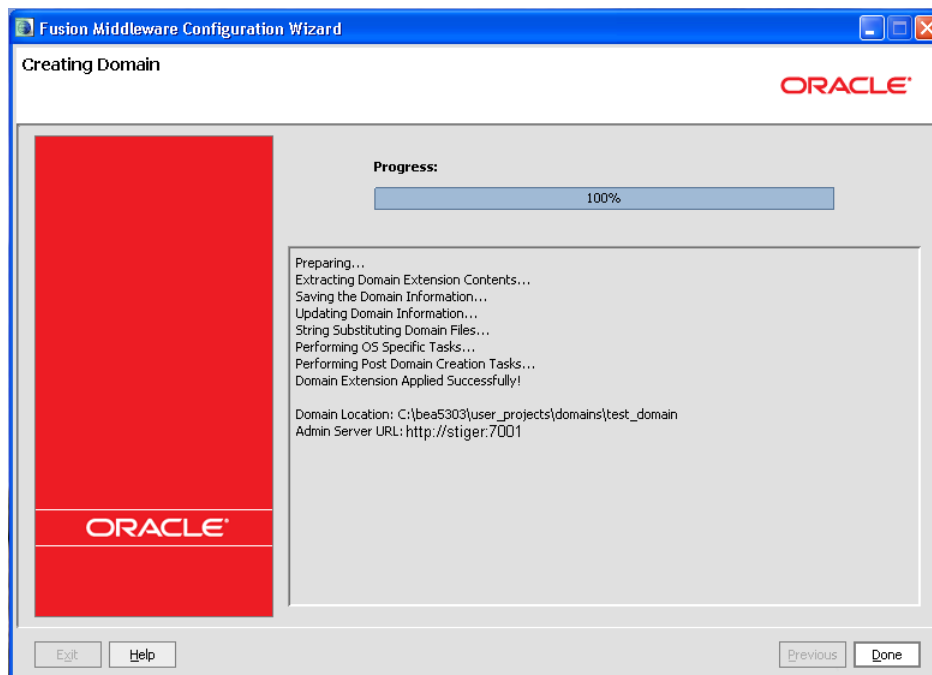 Fusion Middleware Configuration Wizard
Creating Domain
ORACLE
Progress:
100%
Preparing...
Extracting Domain Extension Contents...
Saving the Domain Information...
Updating Domain Information...
String Substituting Domain Files...
Performing OS Specific Tasks...
Performing Post Domain Creation Tasks...
Domain Extension Applied Successfully!
Domain Location: C:\bea5303\user_projects\domains\test_domain
Admin Server URL: http://stiger:7001
ORACLE
Exit Help Previous Done